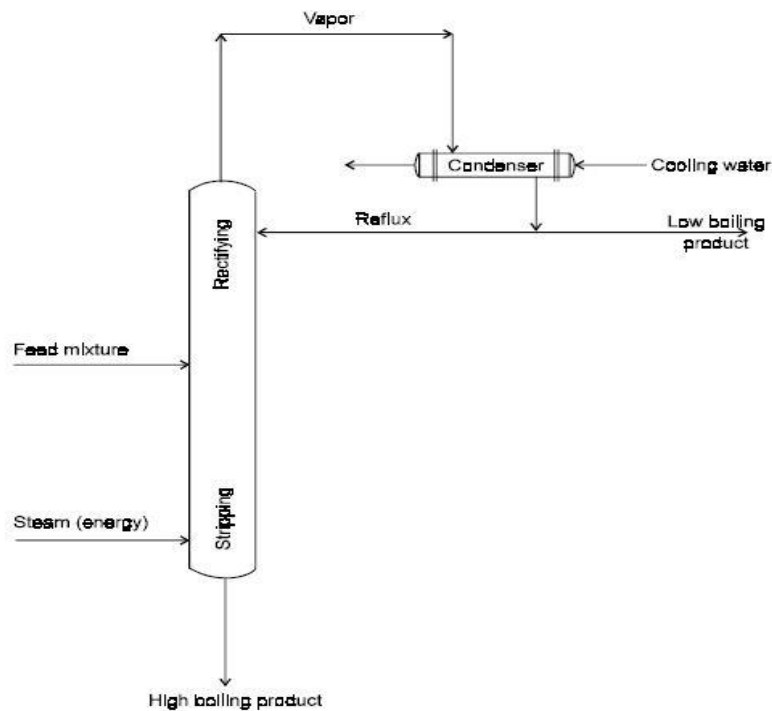 Vapor
Condenser
Cooling water
Reflux
Low boiling
product
Rectifying
Feed mixture
Stripping
Steam (energy)
High boiling product